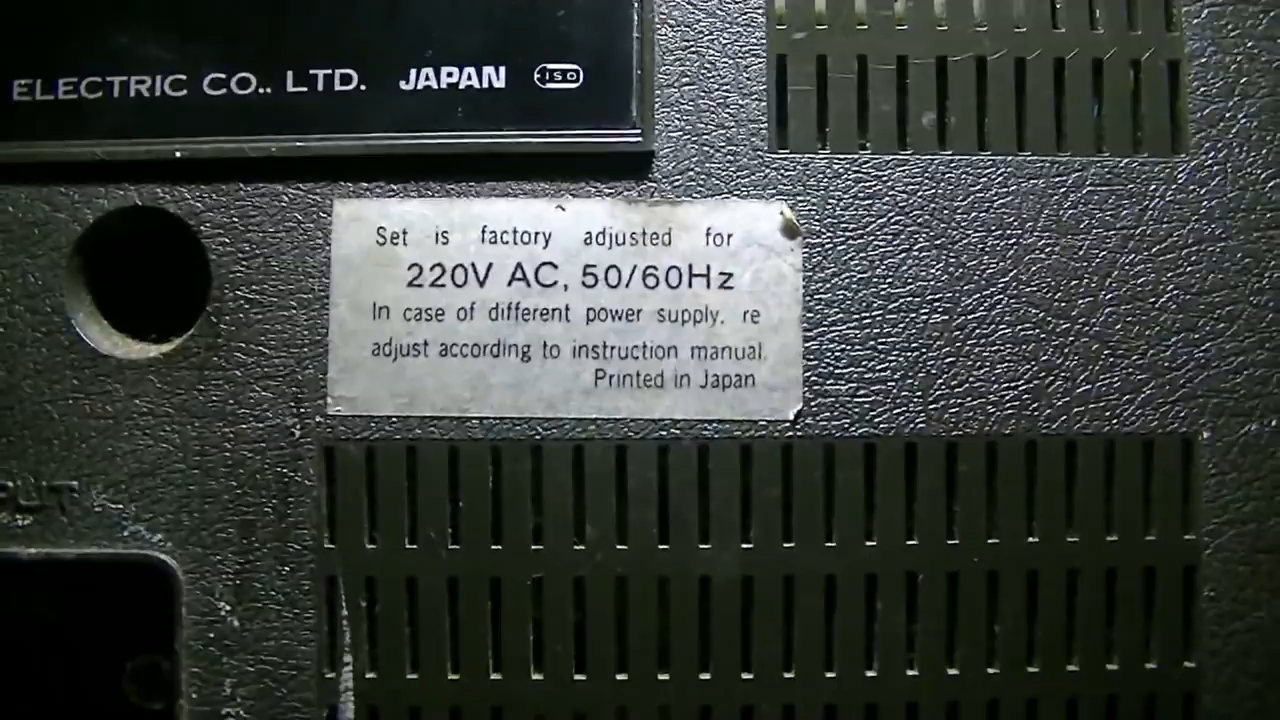 ELECTRIC CO., LTD. JAPAN ISO
Set is factory adjusted for
220V AC, 50/60Hz
In case of different power supply. re
adjust according to instruction manual.
Printed in Japan